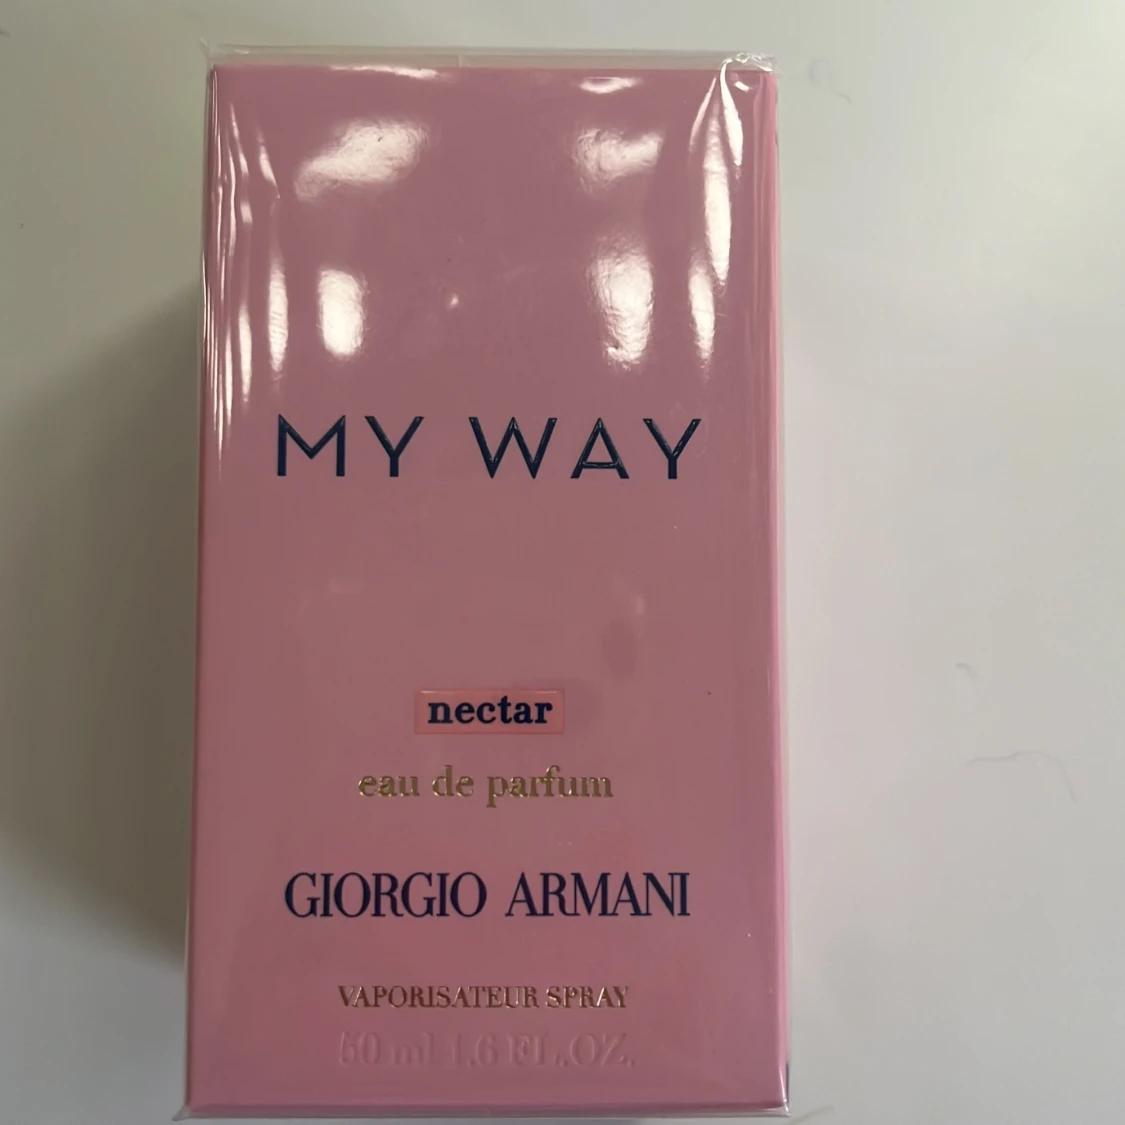 MY WAY
nectar
eau de parfum
GIORGIO ARMANI
VAPORISATEUR SPRAY
50 ml 1.6 FL.OZ.